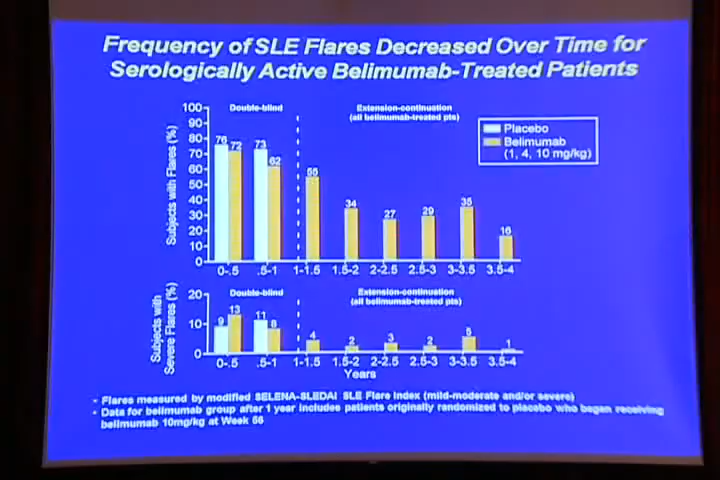 Frequency of SLE Flares Decreased Over Time for
Serologically Active Belimumab-Treated Patients
Double-blind
Extension-continuation
(all belimumab-treated pts)
Placebo
Belimumab
(1, 4, 10 mg/kg)
Subjects with Flares (%)
100
90
80
70
60
50
40
30
20
10
0
76 72 73 62 55 34 27 29 35 16
0-.5 .5-1 1-1.5 1.5-2 2-2.5 2.5-3 3-3.5 3.5-4
Double-blind
Extension-continuation
(all belimumab-treated pts)
Subjects with
Severe Flares (%)
20
10
0
9 13 11 8 4 2 3 2 5 1
0-.5 .5-1 1-1.5 1.5-2 2-2.5 2.5-3 3-3.5 3.5-4
Years
- Flares measured by modified SELENA-SLEDAI SLE Flare Index (mild-moderate and/or severe)
- Data for belimumab group after 1 year includes patients originally randomized to placebo who began receiving
belimumab 10mg/kg at Week 56